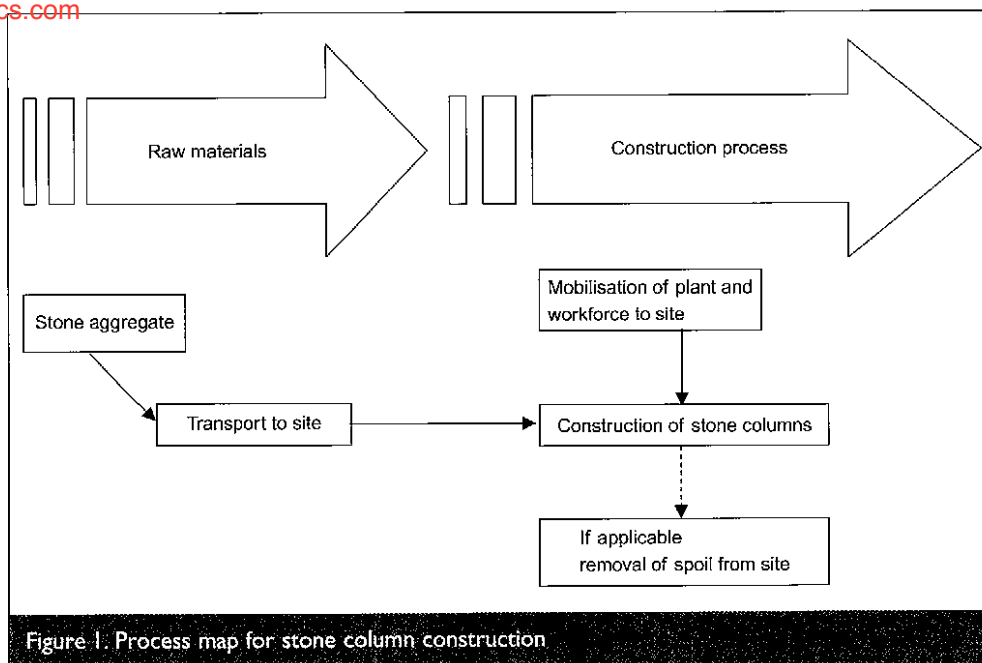 cs.com
Raw materials
Construction process
Mobilisation of plant and
workforce to site
Stone aggregate
Transport to site
Construction of stone columns
If applicable
removal of spoil from site
Figure 1. Process map for stone column construction